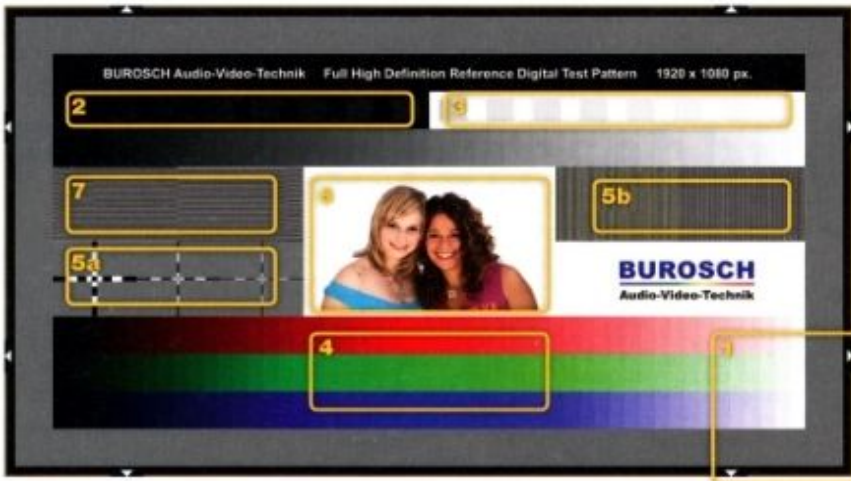 BUROSCH Audio-Video-Technik Full High Definition Reference Digital Test Pattern 1920 x 1080 px.
2
3
7
5b
5a
BUROSCH
Audio-Video-Technik
4